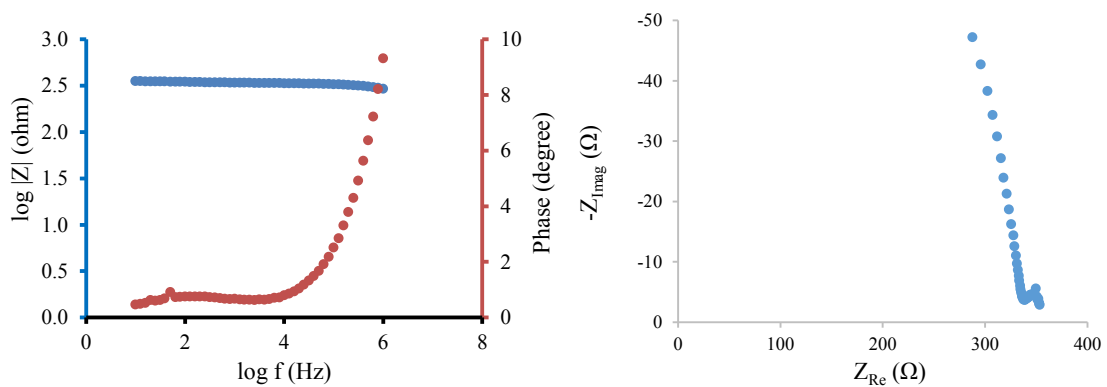 3.0
2.5
2.0
1.5
1.0
0.5
0.0
log |Z| (ohm)
0 2 4 6 8
log f (Hz)
10
8
6
4
2
0
Phase (degree)
-50
-40
-30
-20
-10
0
-Z_Imag (Ω)
0 100 200 300 400
Z_Re (Ω)